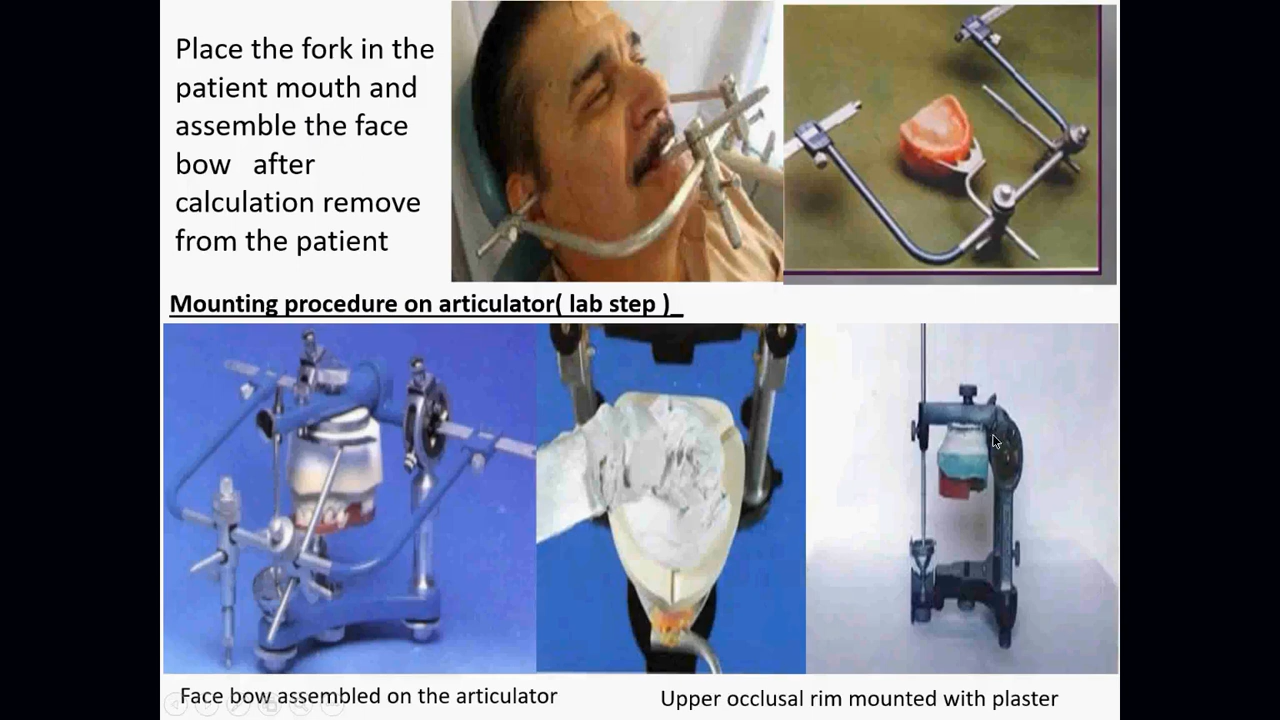 Place the fork in the
patient mouth and
assemble the face
bow after
calculation remove
from the patient
Mounting procedure on articulator( lab step )_
Face bow assembled on the articulator
Upper occlusal rim mounted with plaster